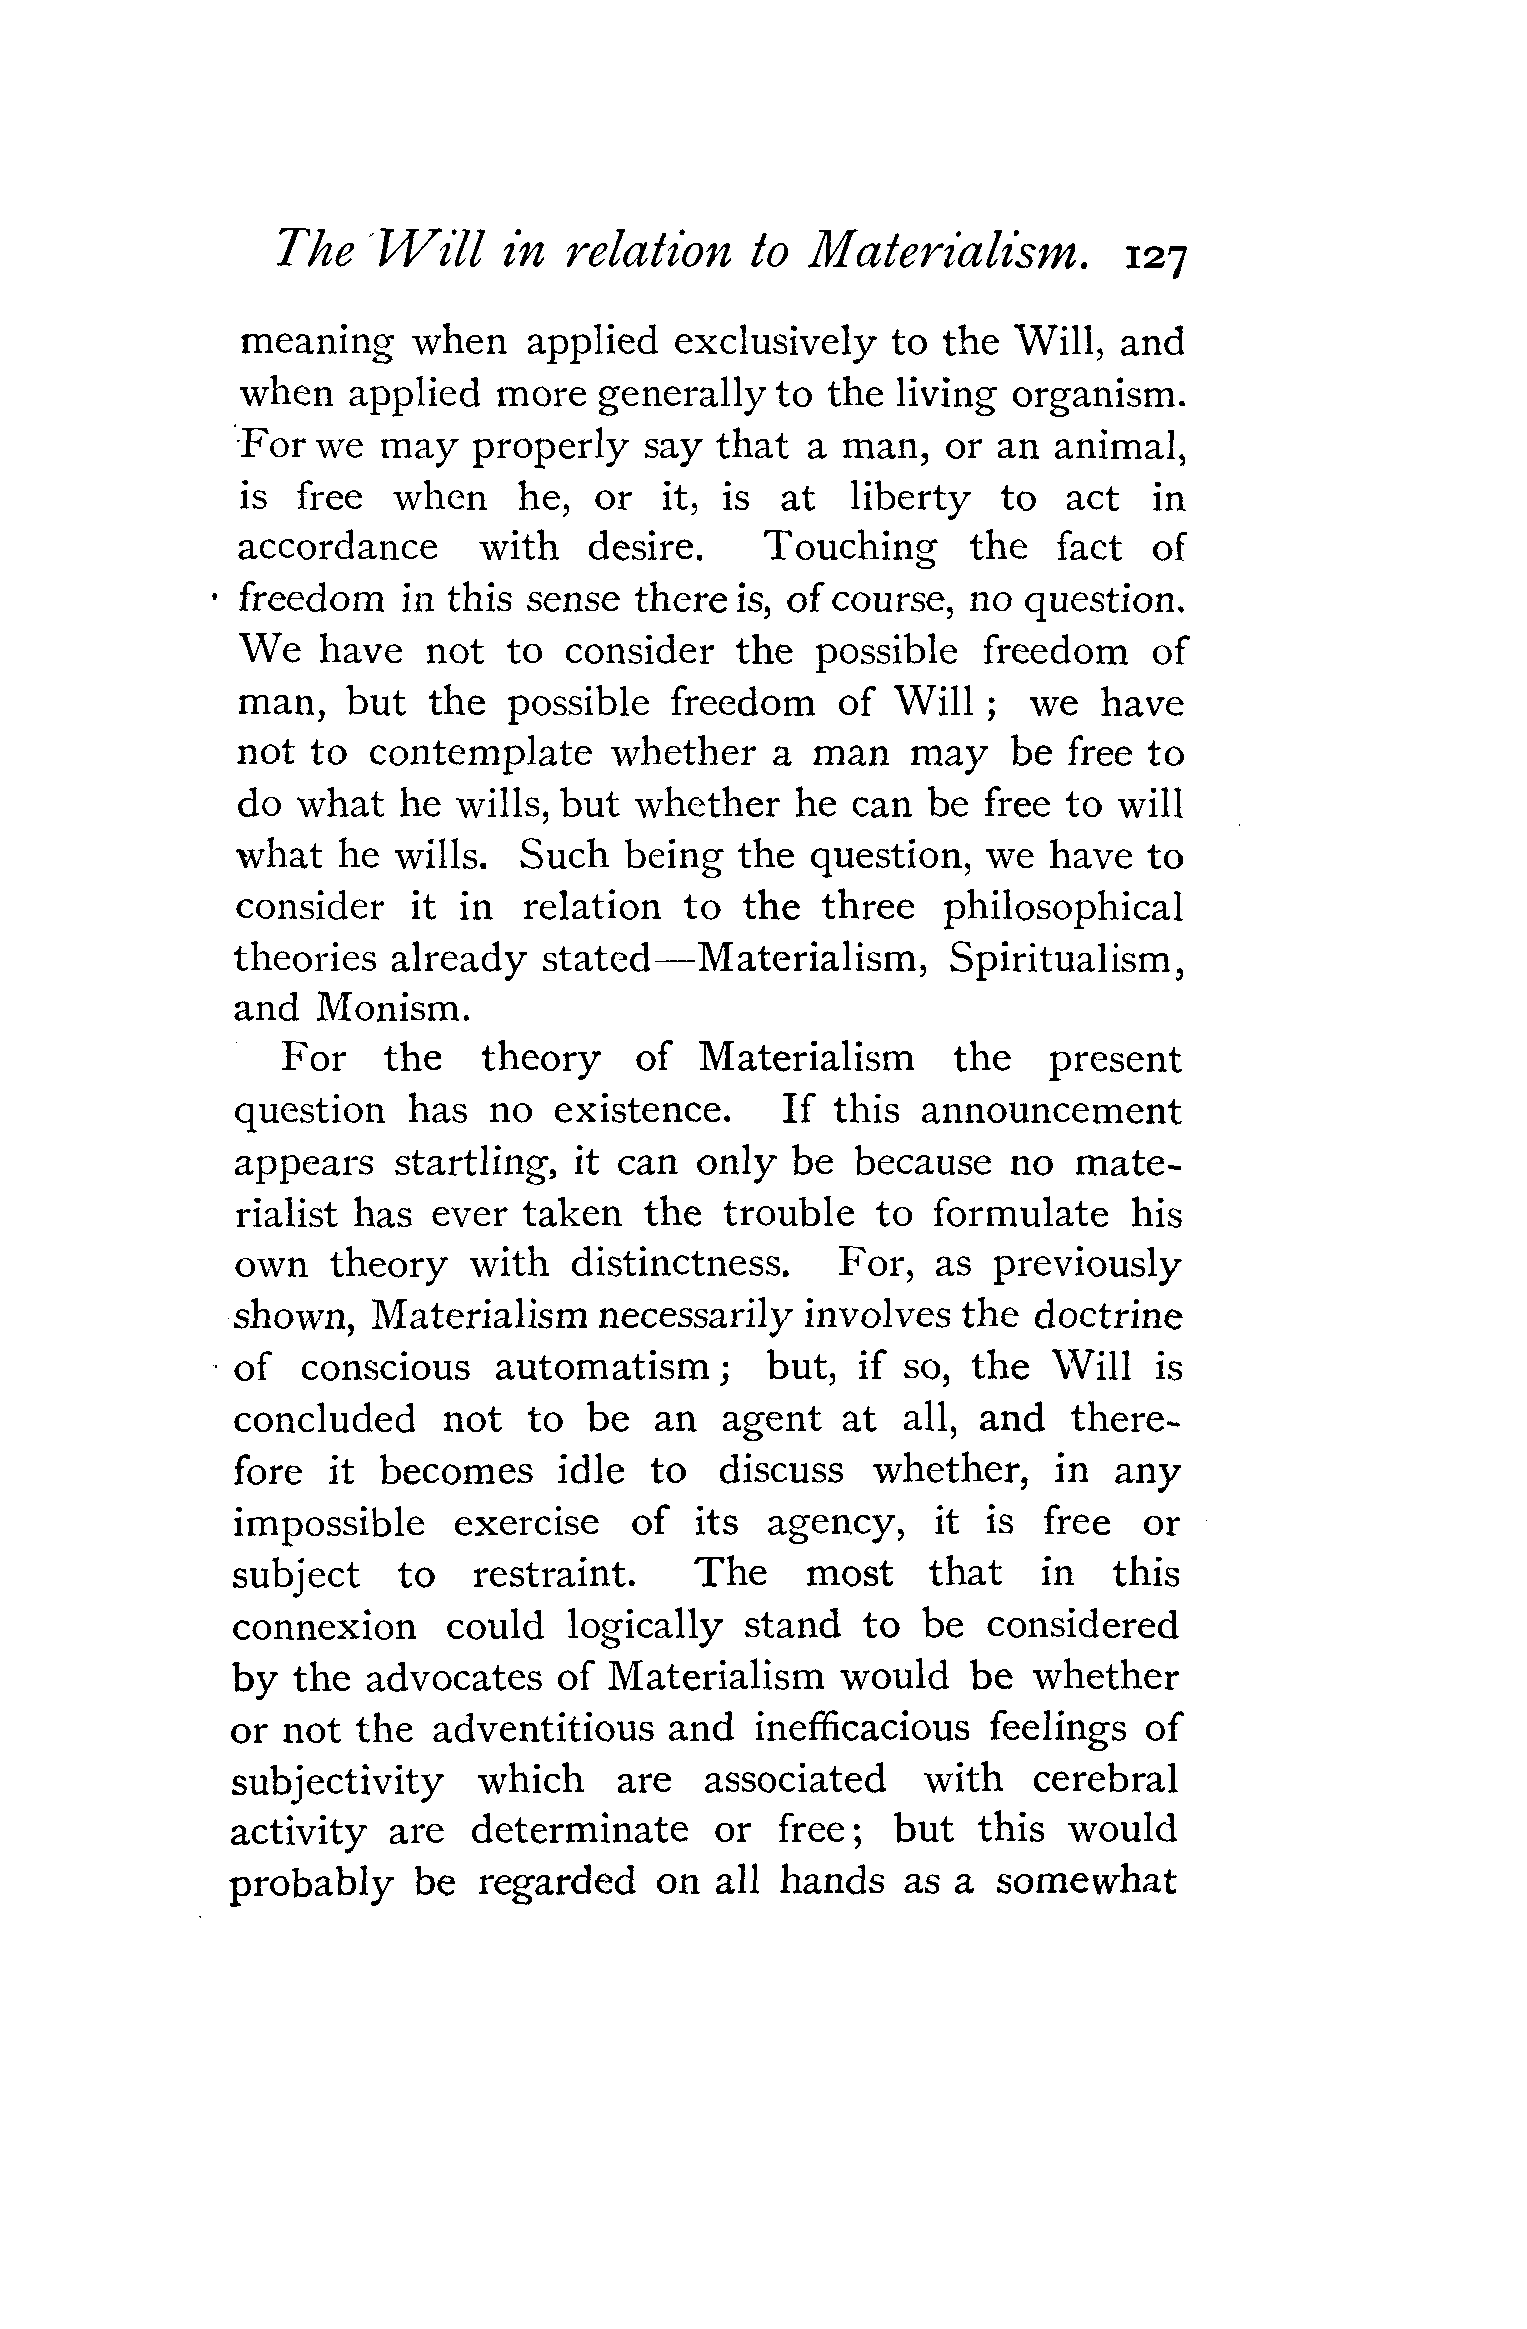 The Will in relation to Materialism. 127
meaning when applied exclusively to the Will, and
when applied more generally to the living organism.
For we may properly say that a man, or an animal,
is free when he, or it, is at liberty to act in
accordance with desire. Touching the fact of
freedom in this sense there is, of course, no question.
We have not to consider the possible freedom of
man, but the possible freedom of Will ; we have
not to contemplate whether a man may be free to
do what he wills, but whether he can be free to will
what he wills. Such being the question, we have to
consider it in relation to the three philosophical
theories already stated—Materialism, Spiritualism,
and Monism.
For the theory of Materialism the present
question has no existence. If this announcement
appears startling, it can only be because no mate-
rialist has ever taken the trouble to formulate his
own theory with distinctness. For, as previously
shown, Materialism necessarily involves the doctrine
of conscious automatism ; but, if so, the Will is
concluded not to be an agent at all, and there-
fore it becomes idle to discuss whether, in any
impossible exercise of its agency, it is free or
subject to restraint. The most that in this
connexion could logically stand to be considered
by the advocates of Materialism would be whether
or not the adventitious and inefficacious feelings of
subjectivity which are associated with cerebral
activity are determinate or free ; but this would
probably be regarded on all hands as a somewhat